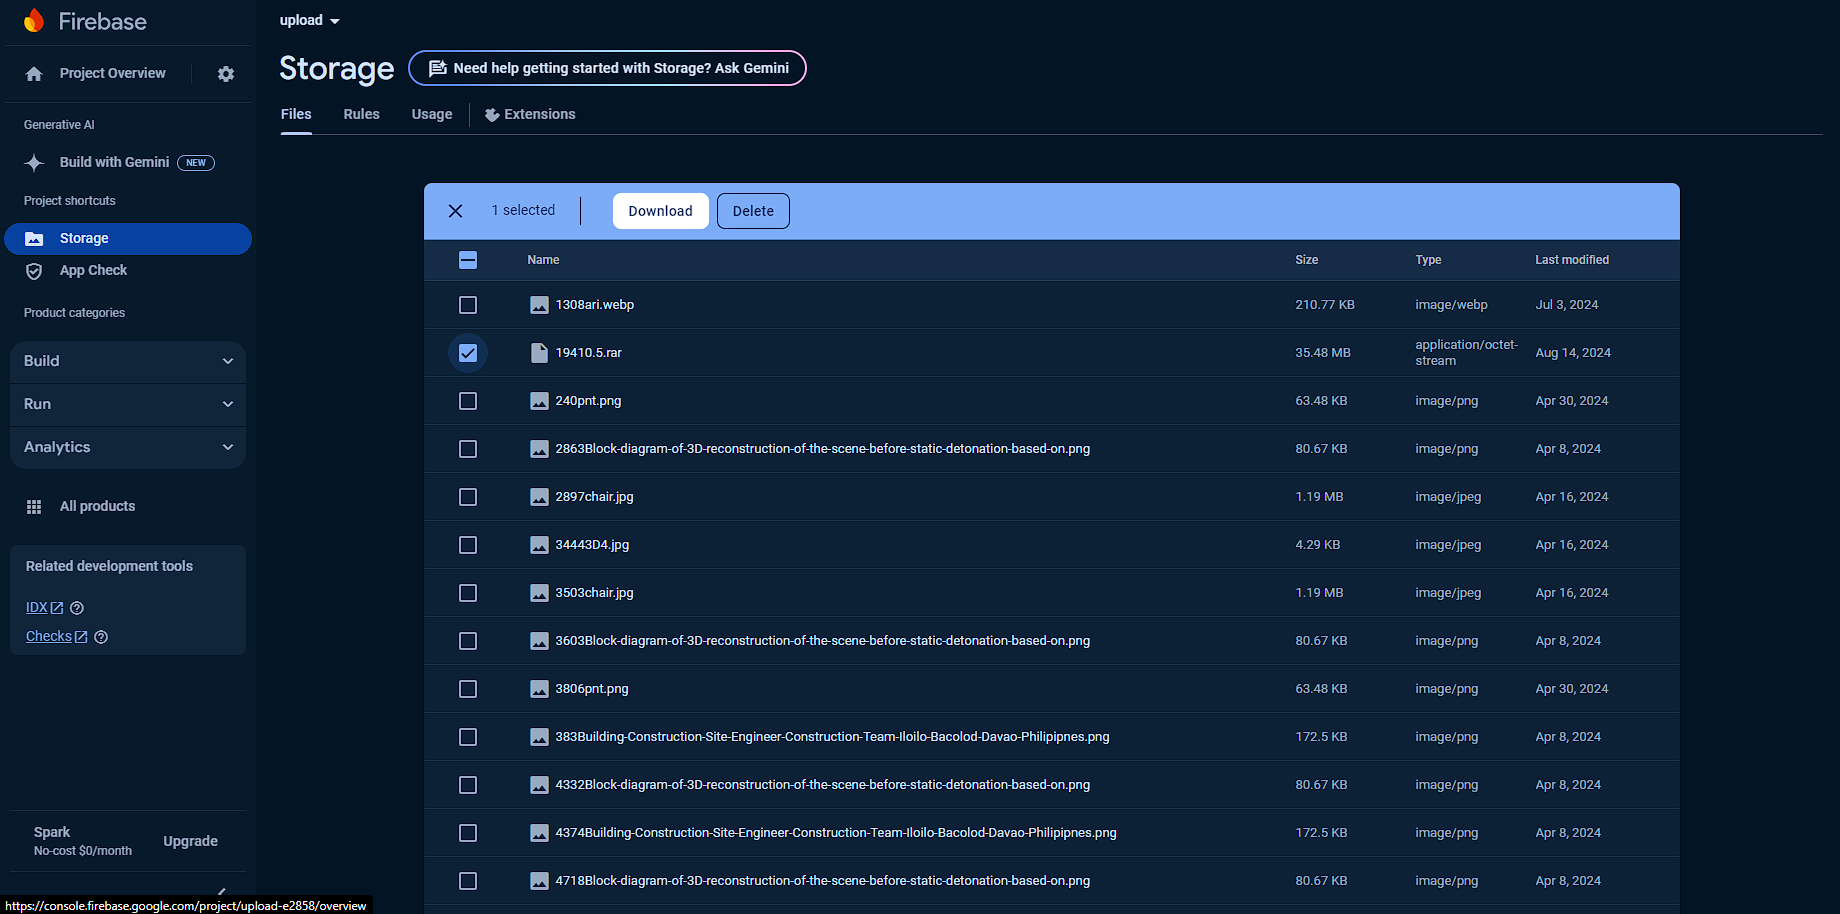 Firebase
Project Overview
Generative AI
Build with Gemini NEW
Project shortcuts
Storage
App Check
Product categories
Build
Run
Analytics
All products
Related development tools
IDX
Checks
Spark
No-cost $0/month
Upgrade
https://console.firebase.google.com/project/upload-e2858/overview
upload
Storage
Need help getting started with Storage? Ask Gemini
Files Rules Usage Extensions
1 selected Download Delete
Name Size Type Last modified
1308ari.webp 210.77 KB image/webp Jul 3, 2024
19410.5.rar 35.48 MB application/octet-stream Aug 14, 2024
240pnt.png 63.48 KB image/png Apr 30, 2024
2863Block-diagram-of-3D-reconstruction-of-the-scene-before-static-detonation-based-on.png 80.67 KB image/png Apr 8, 2024
2897chair.jpg 1.19 MB image/jpeg Apr 16, 2024
34443D4.jpg 4.29 KB image/jpeg Apr 16, 2024
3503chair.jpg 1.19 MB image/jpeg Apr 16, 2024
3603Block-diagram-of-3D-reconstruction-of-the-scene-before-static-detonation-based-on.png 80.67 KB image/png Apr 8, 2024
3806pnt.png 63.48 KB image/png Apr 30, 2024
383Building-Construction-Site-Engineer-Construction-Team-Iloilo-Bacolod-Davao-Philipipnes.png 172.5 KB image/png Apr 8, 2024
4332Block-diagram-of-3D-reconstruction-of-the-scene-before-static-detonation-based-on.png 80.67 KB image/png Apr 8, 2024
4374Building-Construction-Site-Engineer-Construction-Team-Iloilo-Bacolod-Davao-Philipipnes.png 172.5 KB image/png Apr 8, 2024
4718Block-diagram-of-3D-reconstruction-of-the-scene-before-static-detonation-based-on.png 80.67 KB image/png Apr 8, 2024